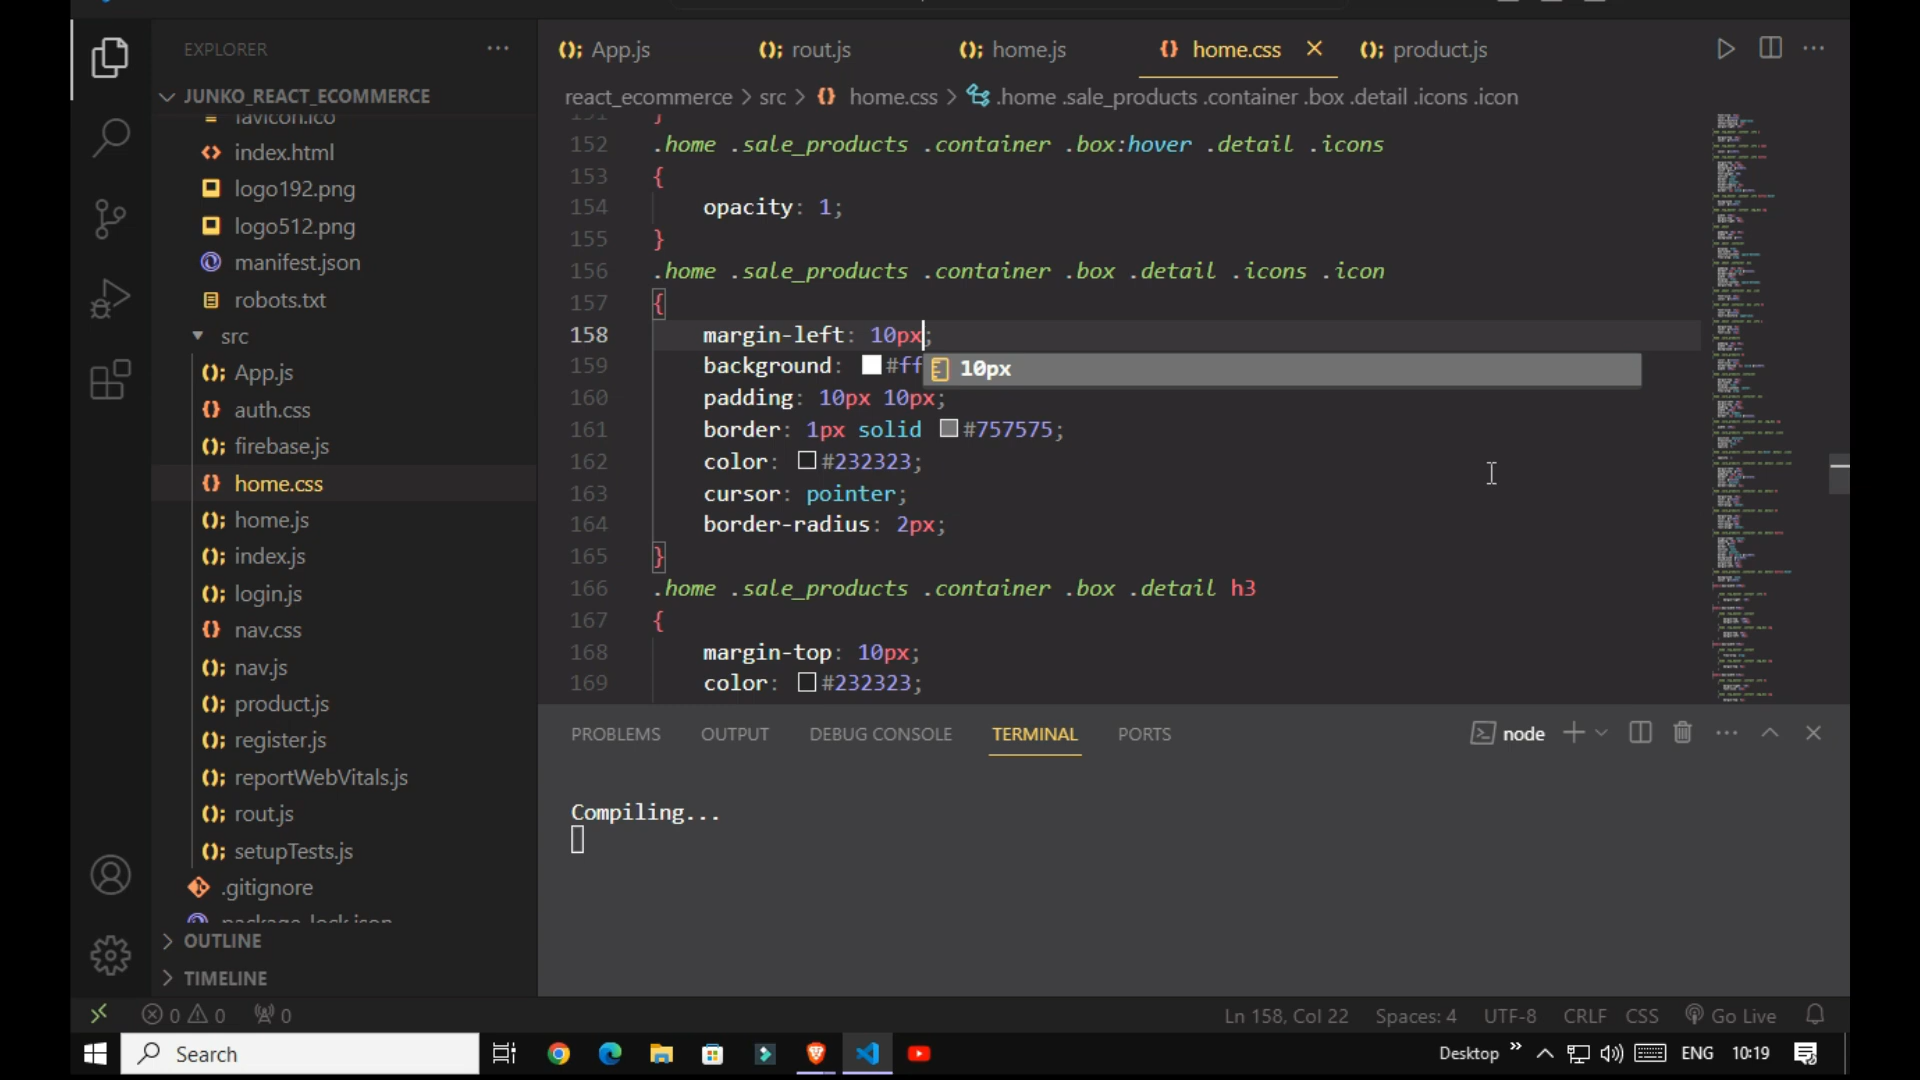 EXPLORER
JUNKO_REACT_ECOMMERCE
favicon.ico
index.html
logo192.png
logo512.png
manifest.json
robots.txt
src
App.js
auth.css
firebase.js
home.css
home.js
index.js
login.js
nav.css
nav.js
product.js
register.js
reportWebVitals.js
rout.js
setupTests.js
.gitignore
package-lock.json
OUTLINE
TIMELINE
App.js rout.js home.js home.css product.js
react_ecommerce > src > home.css > .home .sale_products .container .box .detail .icons .icon
151 }
152 .home .sale_products .container .box:hover .detail .icons
153 {
154 opacity: 1;
155 }
156 .home .sale_products .container .box .detail .icons .icon
157 {
158 margin-left: 10px;
159 background: #ff
10px
160 padding: 10px 10px;
161 border: 1px solid #757575;
162 color: #232323;
163 cursor: pointer;
164 border-radius: 2px;
165 }
166 .home .sale_products .container .box .detail h3
167 {
168 margin-top: 10px;
169 color: #232323;
PROBLEMS OUTPUT DEBUG CONSOLE TERMINAL PORTS node
Compiling...
0 0 0 Ln 158, Col 22 Spaces: 4 UTF-8 CRLF CSS Go Live
Search Desktop ENG 10:19